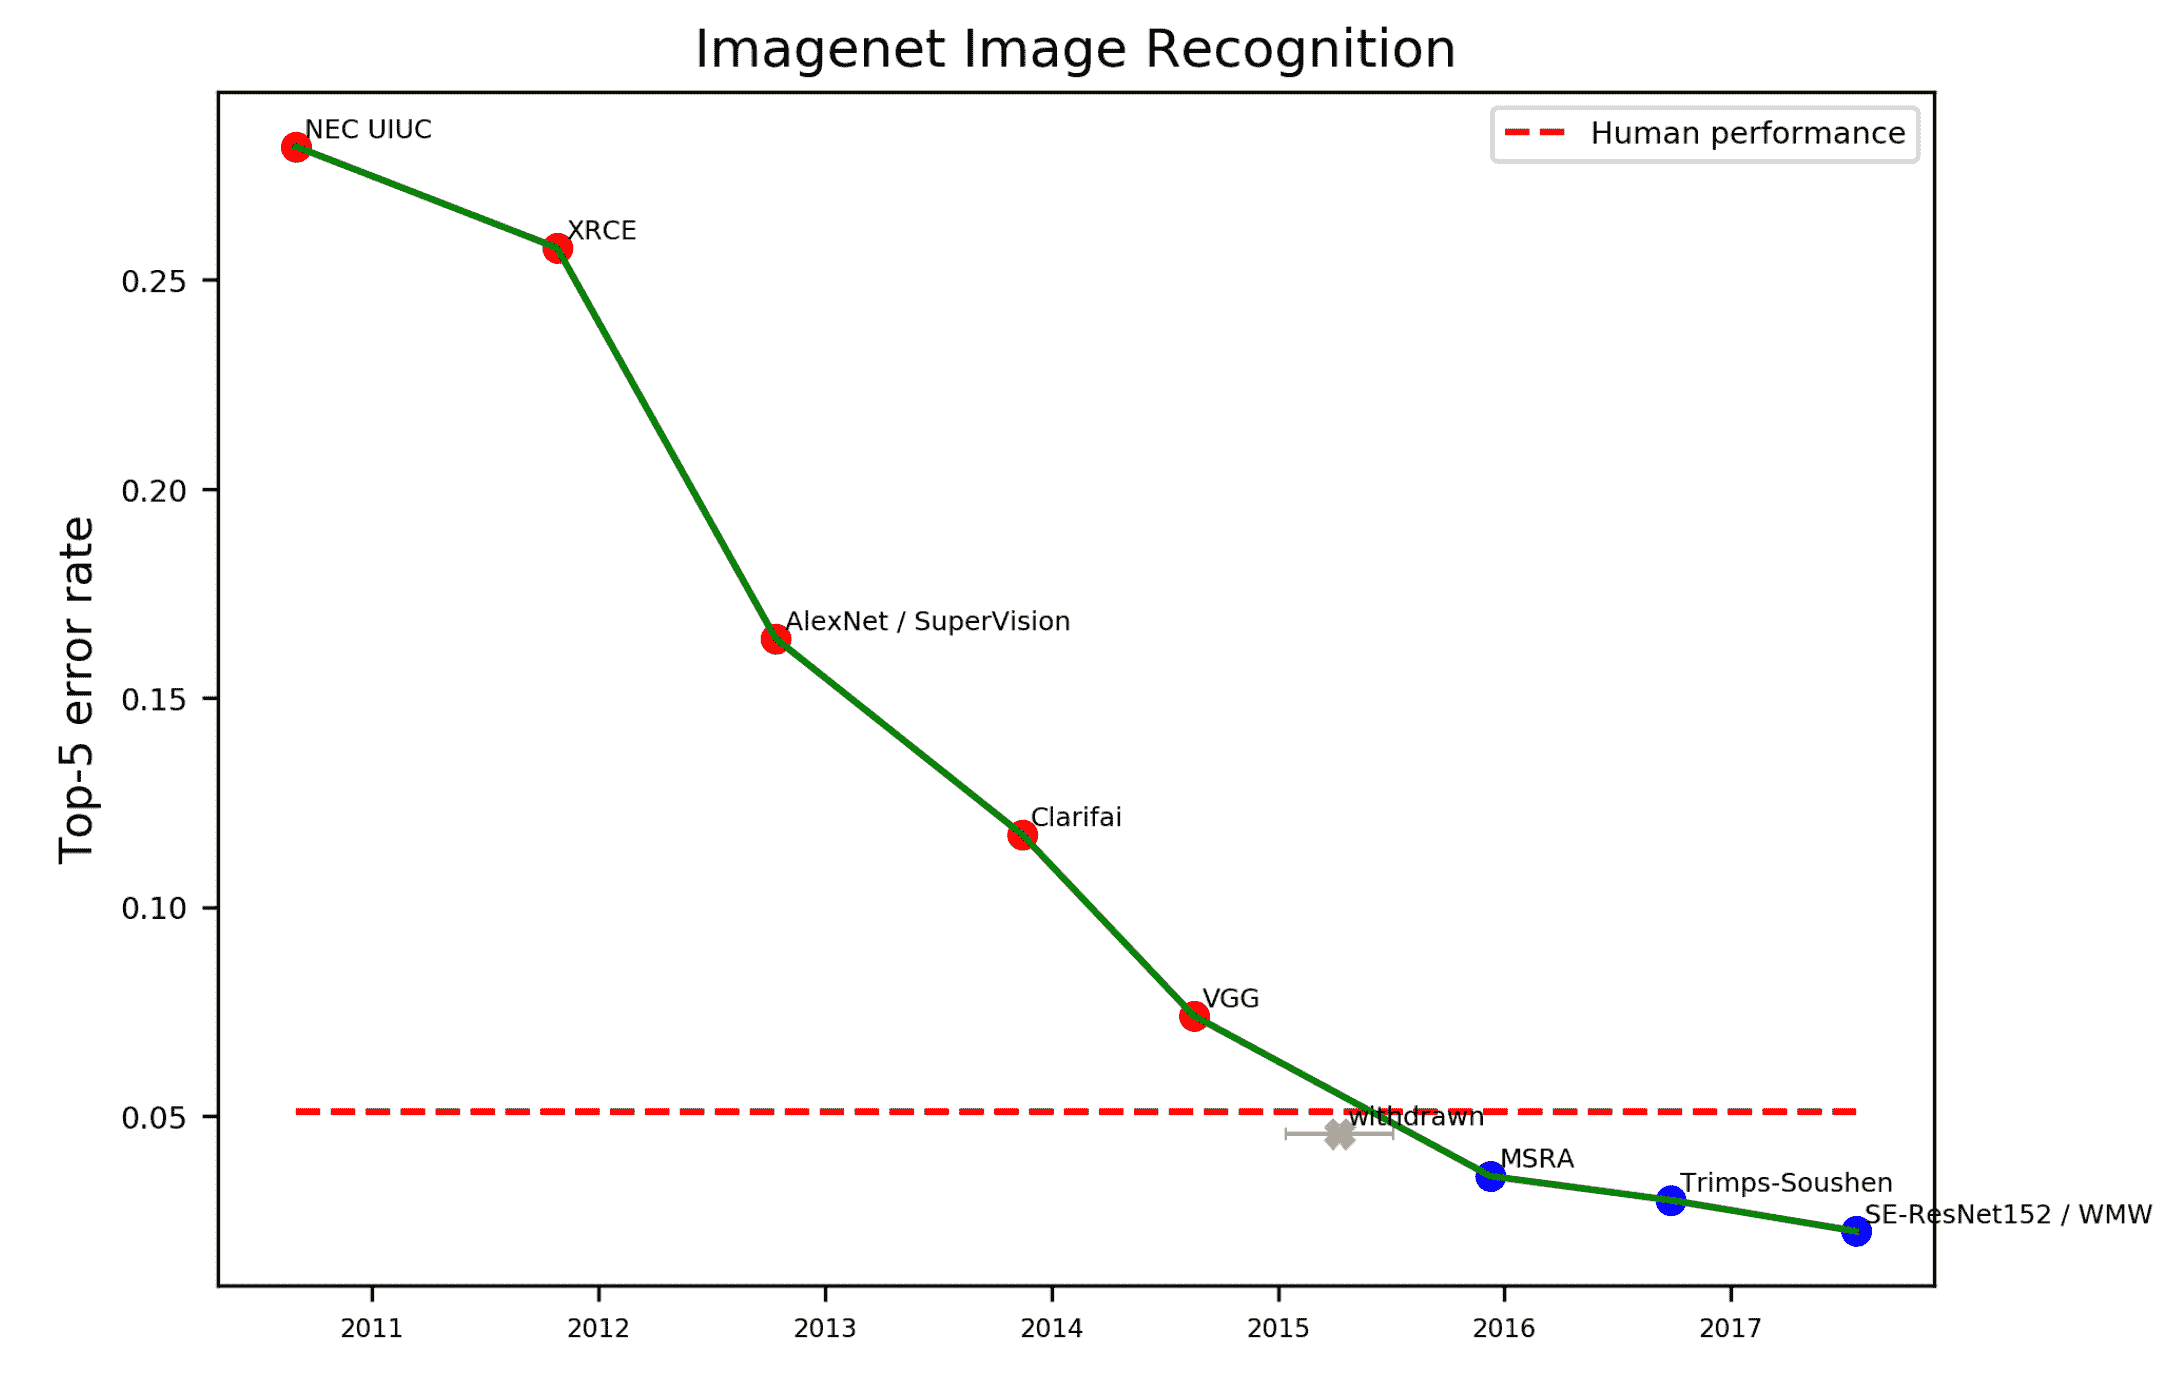 Imagenet Image Recognition
Human performance
NEC UIUC
XRCE
0.25
0.20
AlexNet / SuperVision
0.15
Top-5 error rate
Clarifai
0.10
VGG
0.05
withdrawn
MSRA
Trimps-Soushen
SE-ResNet152 / WMW
2011
2012
2013
2014
2015
2016
2017